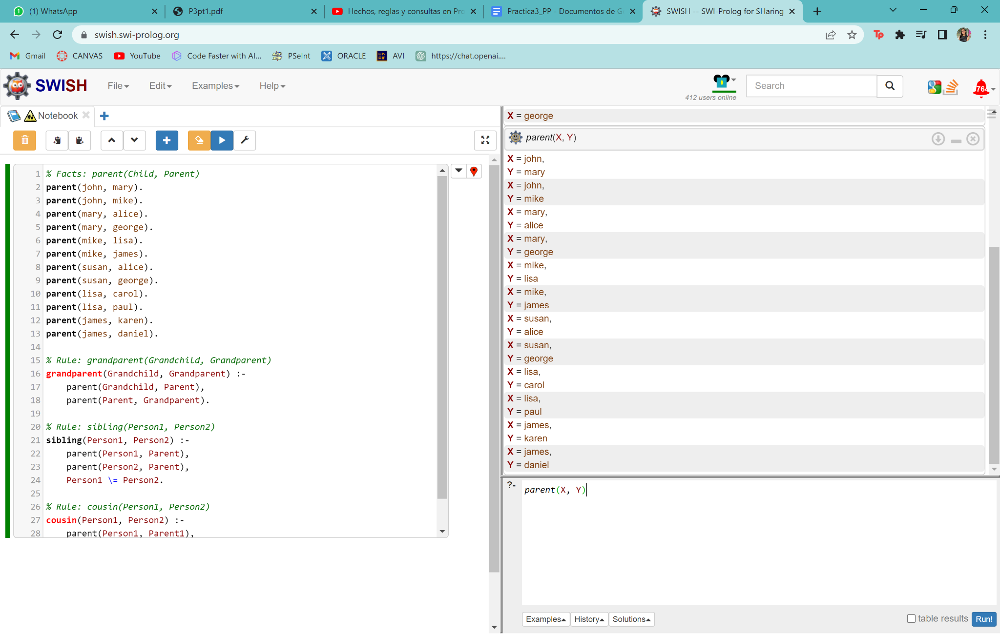 (1) WhatsApp
P3pt1.pdf
Hechos, reglas y consultas en Pro
Practica3_PP - Documentos de G
SWISH -- SWI-Prolog for SHaring
swish.swi-prolog.org
Tp
Gmail
CANVAS
YouTube
Code Faster with AI...
PSeInt
ORACLE
UN AM
AVI
https://chat.openai....
SWISH
File
Edit
Examples
Help
412 users online
Search
764
Notebook
1 % Facts: parent(Child, Parent)
2 parent(john, mary).
3 parent(john, mike).
4 parent(mary, alice).
5 parent(mary, george).
6 parent(mike, lisa).
7 parent(mike, james).
8 parent(susan, alice).
9 parent(susan, george).
10 parent(lisa, carol).
11 parent(lisa, paul).
12 parent(james, karen).
13 parent(james, daniel).
14
15 % Rule: grandparent(Grandchild, Grandparent)
16 grandparent(Grandchild, Grandparent) :-
17 parent(Grandchild, Parent),
18 parent(Parent, Grandparent).
19
20 % Rule: sibling(Person1, Person2)
21 sibling(Person1, Person2) :-
22 parent(Person1, Parent),
23 parent(Person2, Parent),
24 Person1 \= Person2.
25
26 % Rule: cousin(Person1, Person2)
27 cousin(Person1, Person2) :-
28 parent(Person1, Parent1),
X = george
parent(X, Y)
X = john,
Y = mary
X = john,
Y = mike
X = mary,
Y = alice
X = mary,
Y = george
X = mike,
Y = lisa
X = mike,
Y = james
X = susan,
Y = alice
X = susan,
Y = george
X = lisa,
Y = carol
X = lisa,
Y = paul
X = james,
Y = karen
X = james,
Y = daniel
?- parent(X, Y)
Examples
History
Solutions
table results
Run!